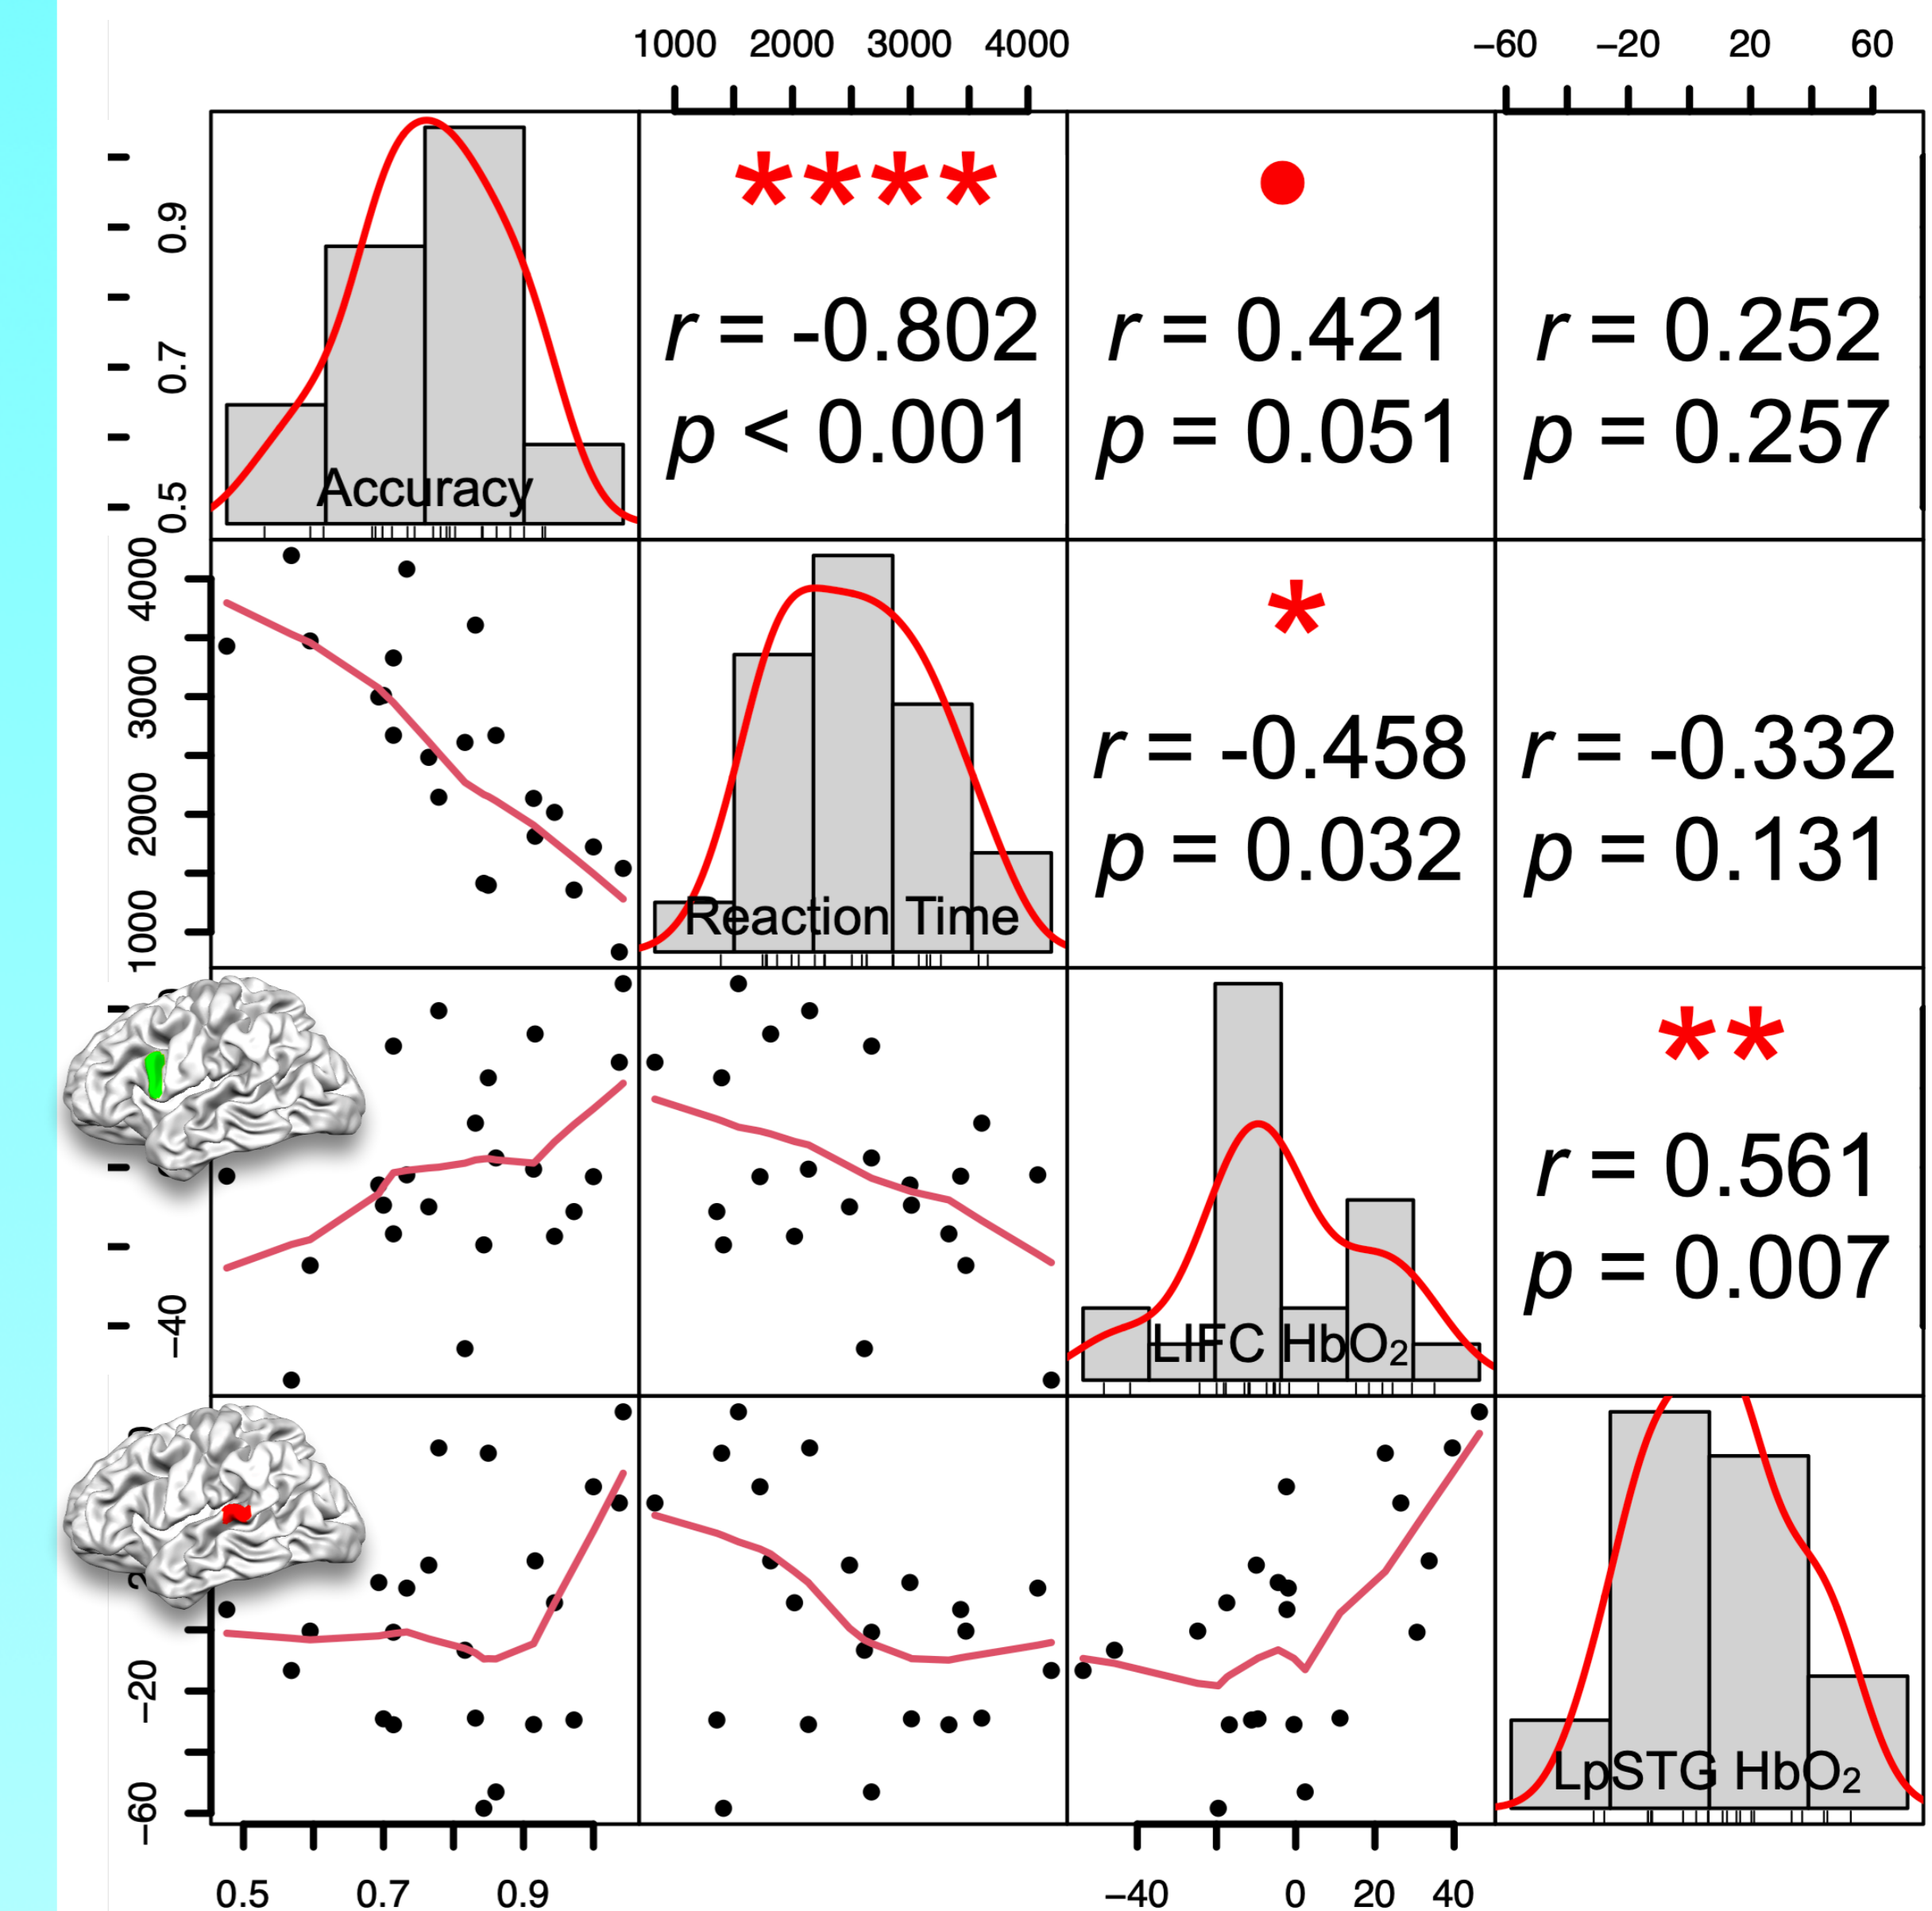 1000 2000 3000 4000
−60 −20 20 60
0.5 0.7 0.9
Accuracy
****
r = -0.802
p < 0.001
●
r = 0.421
p = 0.051
r = 0.252
p = 0.257
1000 2000 3000 4000
Reaction Time
*
r = -0.458
p = 0.032
r = -0.332
p = 0.131
−40
LIFC HbO₂
**
r = 0.561
p = 0.007
−60 −20
LpSTG HbO₂
0.5 0.7 0.9
−40 0 20 40